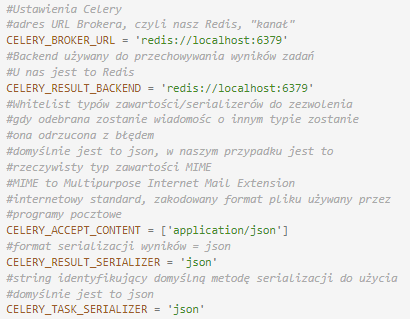 #Ustawienia Celery
#adres URL Brokera, czyli nasz Redis, "kanał"
CELERY_BROKER_URL = 'redis://localhost:6379'
#Backend używany do przechowywania wyników zadań
#U nas jest to Redis
CELERY_RESULT_BACKEND = 'redis://localhost:6379'
#Whitelist typów zawartości/serializerów do zezwolenia
#gdy odebrana zostanie wiadomośc o innym typie zostanie
#ona odrzucona z błędem
#domyślnie jest to json, w naszym przypadku jest to
#rzeczywisty typ zawartości MIME
#MIME to Multipurpose Internet Mail Extension
#internetowy standard, zakodowany format pliku używany przez
#programy pocztowe
CELERY_ACCEPT_CONTENT = ['application/json']
#format serializacji wyników = json
CELERY_RESULT_SERIALIZER = 'json'
#string identyfikujący domyślną metodę serializacji do użycia
#domyślnie jest to json
CELERY_TASK_SERIALIZER = 'json'